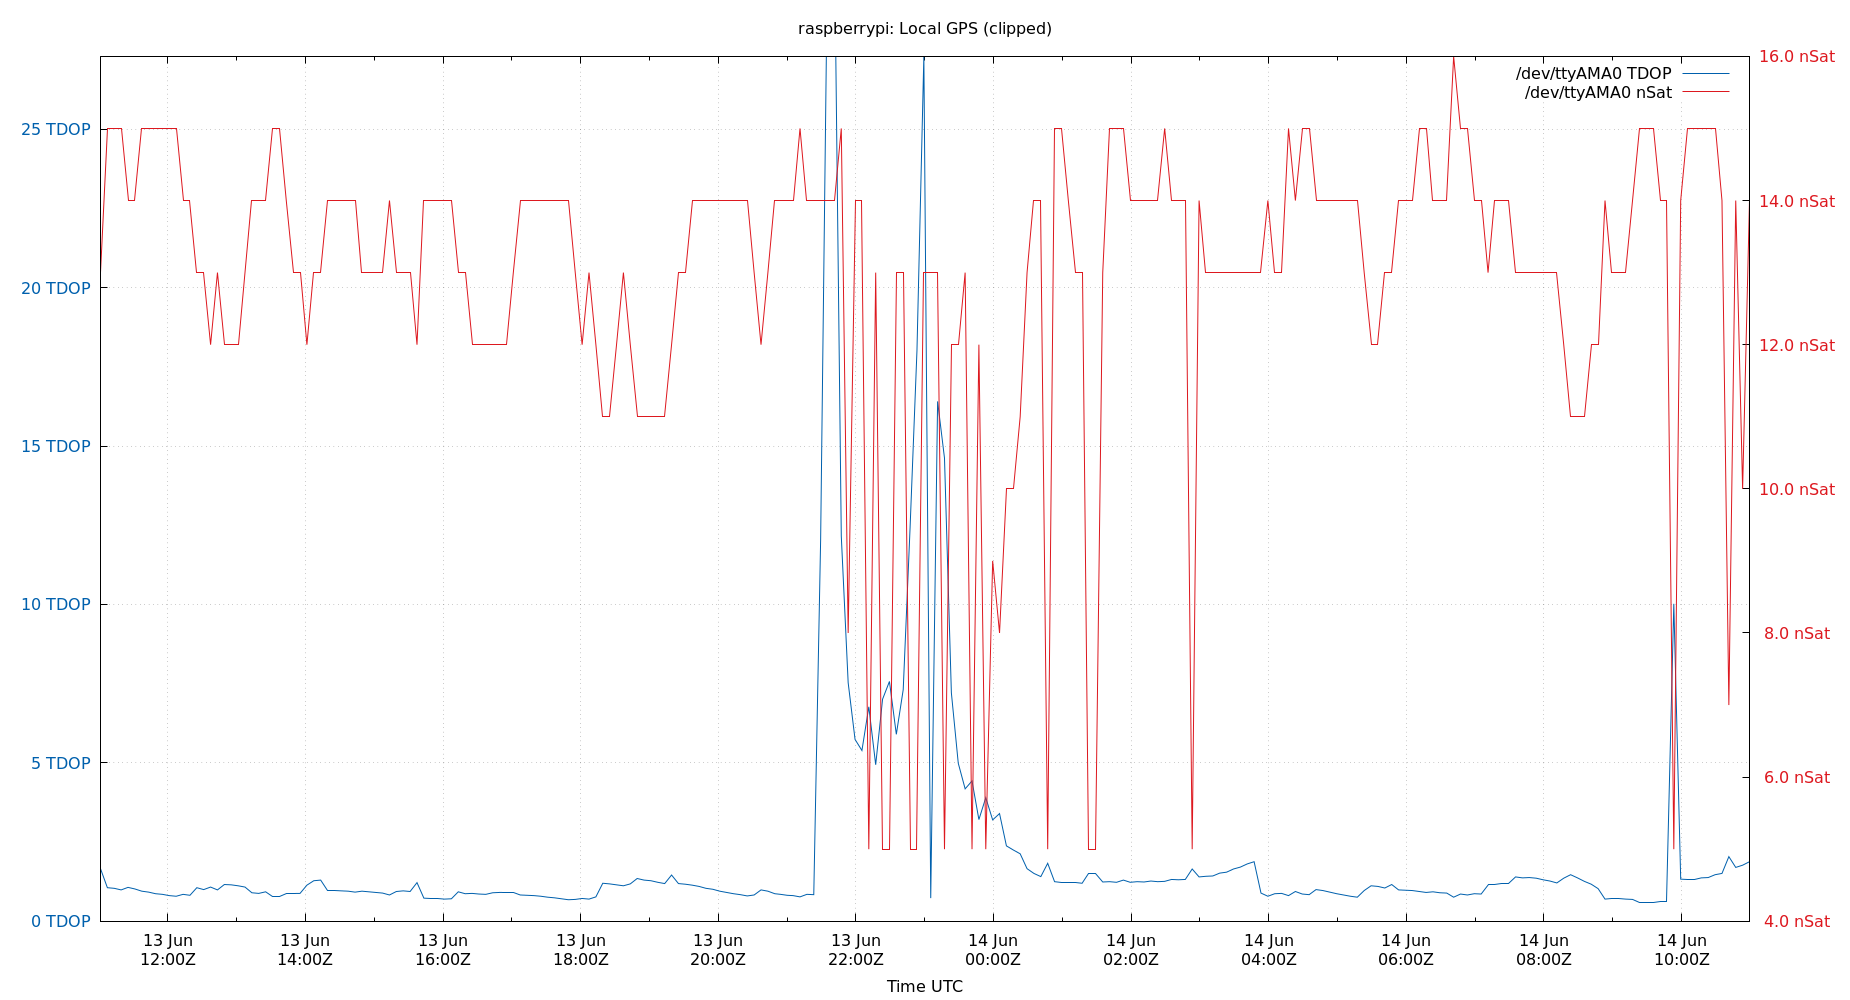 raspberrypi: Local GPS (clipped)
/dev/ttyAMA0 TDOP
/dev/ttyAMA0 nSat
25 TDOP
20 TDOP
15 TDOP
10 TDOP
5 TDOP
0 TDOP
16.0 nSat
14.0 nSat
12.0 nSat
10.0 nSat
8.0 nSat
6.0 nSat
4.0 nSat
13 Jun 13 Jun 13 Jun 13 Jun 13 Jun 13 Jun 14 Jun 14 Jun 14 Jun 14 Jun 14 Jun 14 Jun
12:00Z 14:00Z 16:00Z 18:00Z 20:00Z 22:00Z 00:00Z 02:00Z 04:00Z 06:00Z 08:00Z 10:00Z
Time UTC